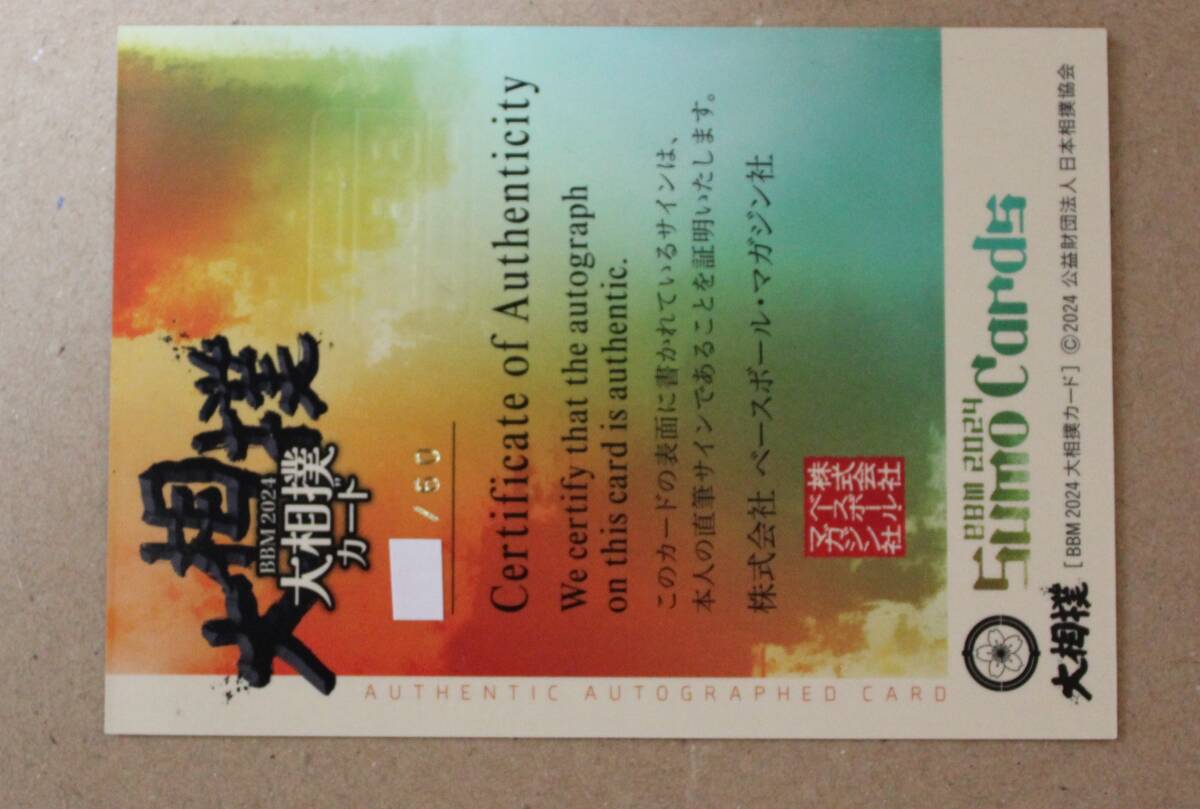 大相撲
BBM 2024
大相撲
カード
/60
Certificate of Authenticity
We certify that the autograph
on this card is authentic.
このカードの表面に書かれているサインは、
本人の直筆サインであることを証明いたします。
株式会社 ベースボール・マガジン社
株式会社
ベースボール・
マガジン社
AUTHENTIC AUTOGRAPHED CARD
BBM 2024
Sumo Cards
大相撲
[BBM 2024 大相撲カード] ©2024 公益財団法人 日本相撲協会